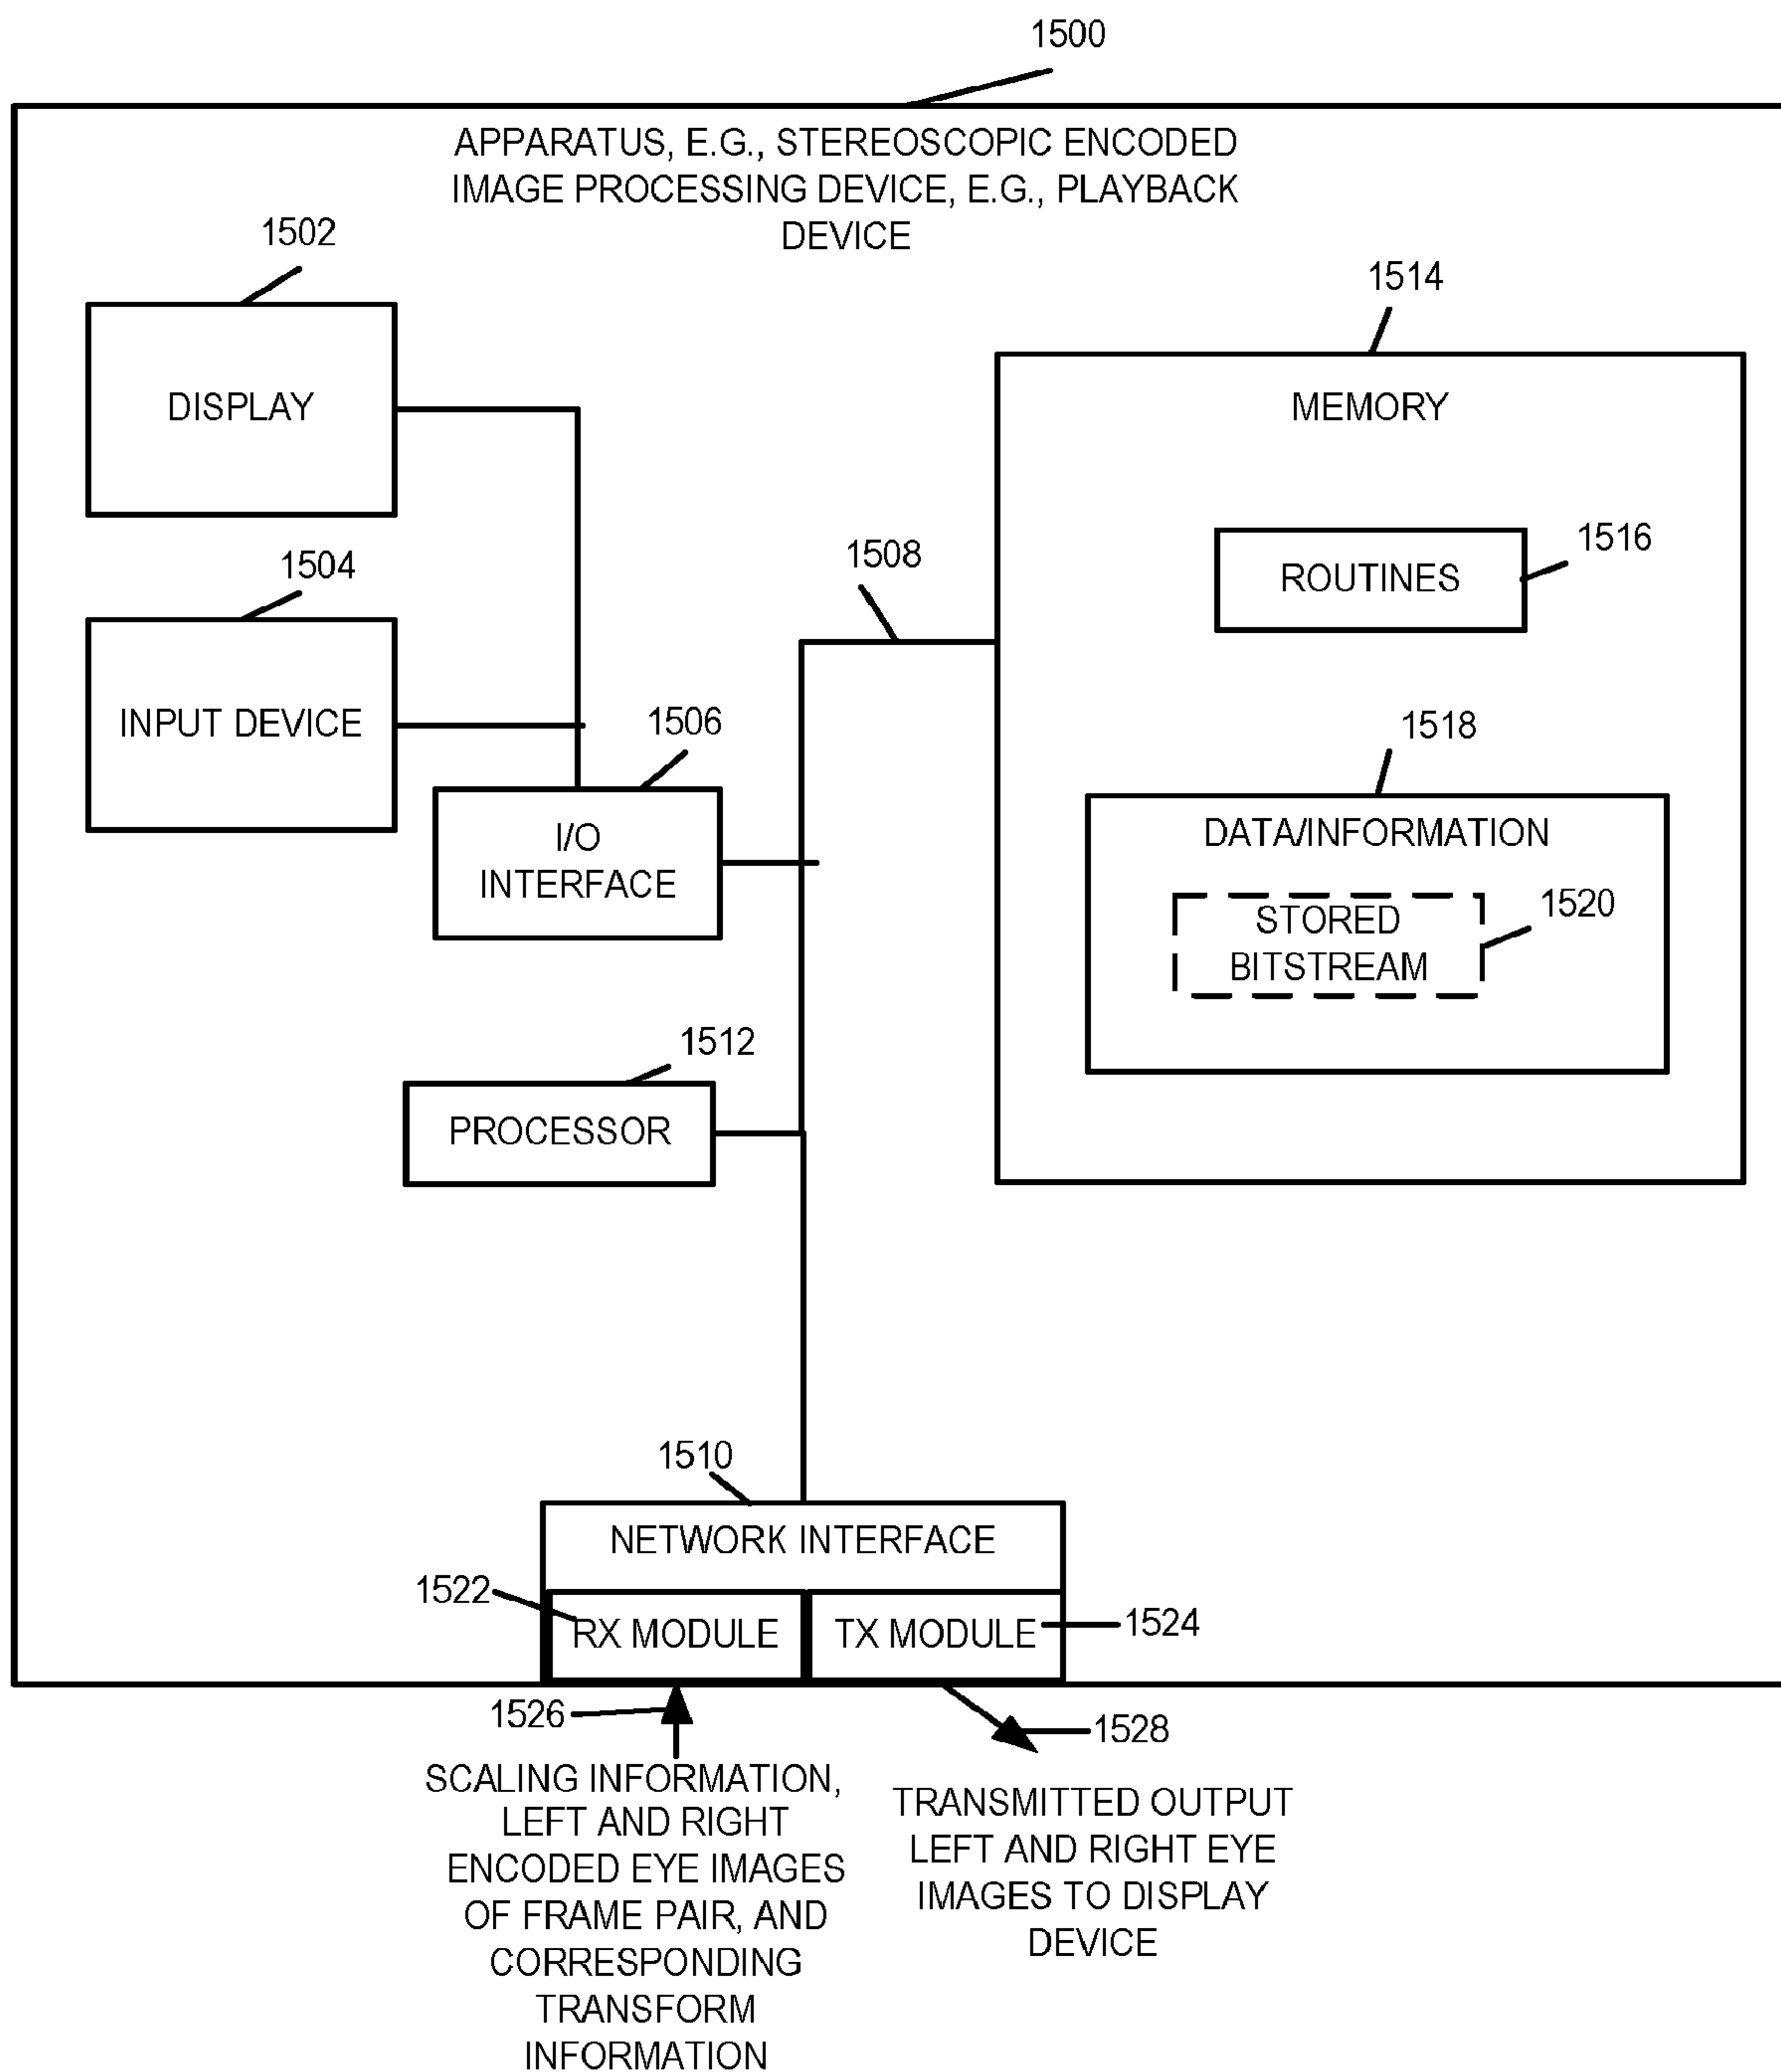 1500
APPARATUS, E.G., STEREOSCOPIC ENCODED
IMAGE PROCESSING DEVICE, E.G., PLAYBACK
DEVICE
1502
DISPLAY
1504
INPUT DEVICE
1506
I/O
INTERFACE
1508
1512
PROCESSOR
1514
MEMORY
1516
ROUTINES
1518
DATA/INFORMATION
1520
STORED
BITSTREAM
1510
NETWORK INTERFACE
1522
RX MODULE
TX MODULE
1524
1526
SCALING INFORMATION,
LEFT AND RIGHT
ENCODED EYE IMAGES
OF FRAME PAIR, AND
CORRESPONDING
TRANSFORM
INFORMATION
1528
TRANSMITTED OUTPUT
LEFT AND RIGHT EYE
IMAGES TO DISPLAY
DEVICE